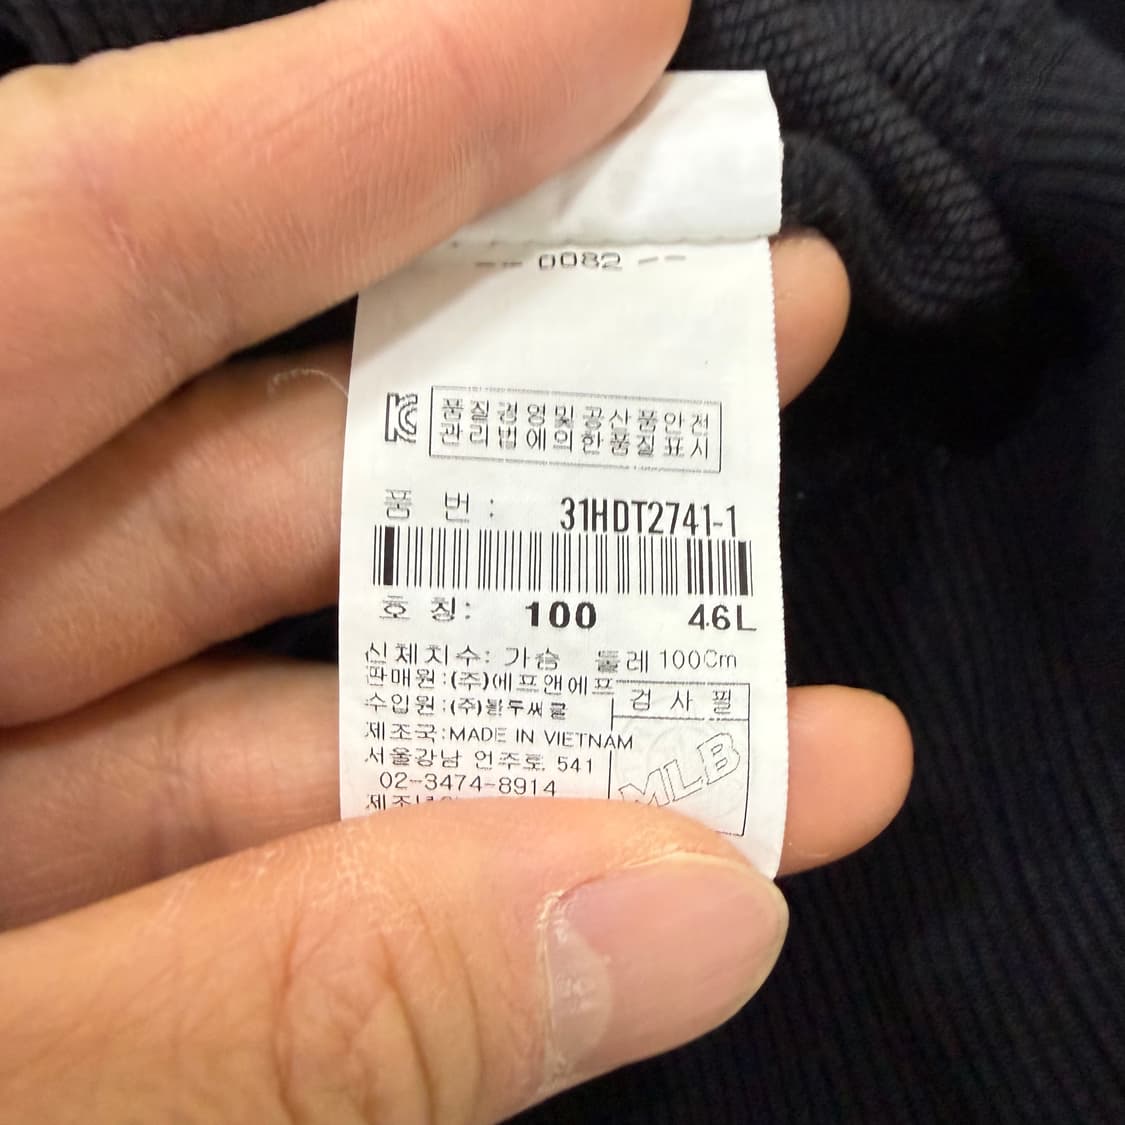 -- 0082 --
품질경영및공산품안전
관리법에의한품질표시
품 번 : 31HDT2741-1
호 칭: 100 46L
신체치수: 가슴 둘레 100Cm
판매원:(주)에프앤에프
검 사 필
수입원:(주)
제조국:MADE IN VIETNAM
서울강남 언주로 541
MLB
02-3474-8914